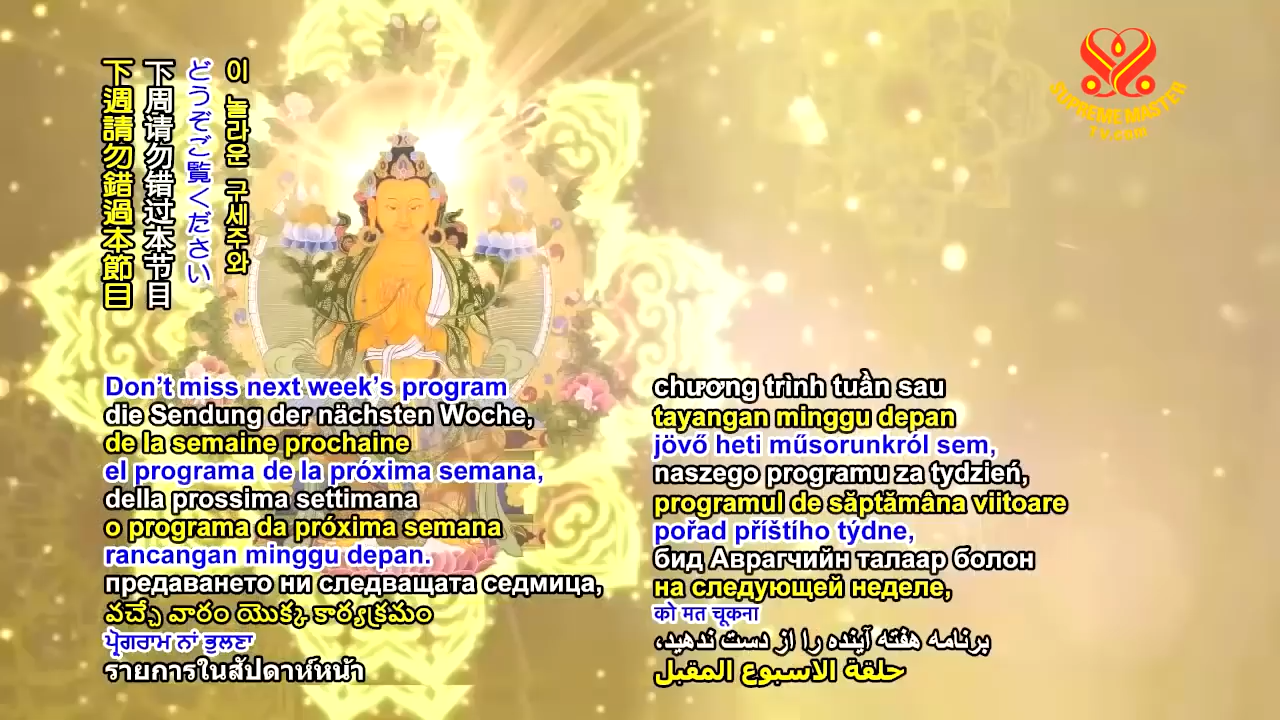 下週請勿錯過本節目
下周请勿错过本节目
どうぞご覧ください
이 놀라운 구세주와
SUPREME MASTER
TV.com
Don't miss next week's program
die Sendung der nächsten Woche,
de la semaine prochaine
el programa de la próxima semana,
della prossima settimana
o programa da próxima semana
rancangan minggu depan.
предаването ни следващата седмица,
వచ్చే వారం యొక్క కార్యక్రమం
ਪ੍ਰੋਗਰਾਮ ਨਾਂ ਭੁਲਣਾ
รายการในสัปดาห์หน้า
chương trình tuần sau
tayangan minggu depan
jövő heti műsorunkról sem,
naszego programu za tydzień,
programul de săptămâna viitoare
pořad příštího týdne,
бид Аврагчийн талаар болон
на следующей неделе,
को मत चूकना
برنامه هفته آینده را از دست ندهید،
حلقة الاسبوع المقبل